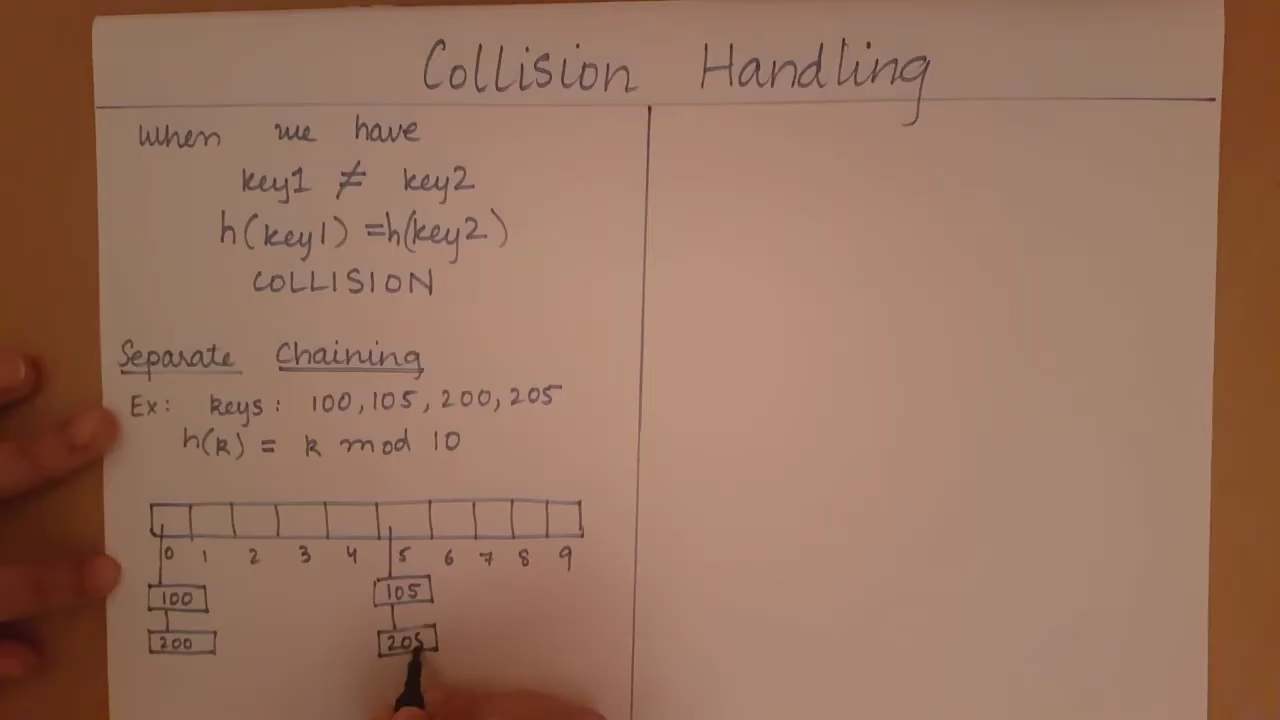 Collision Handling
when we have
key1 ≠ key2
h(key1) =h(key2)
COLLISION
Separate Chaining
Ex: keys: 100,105,200,205
h(k) = k mod 10
0 1 2 3 4 5 6 7 8 9
100 105
200 205